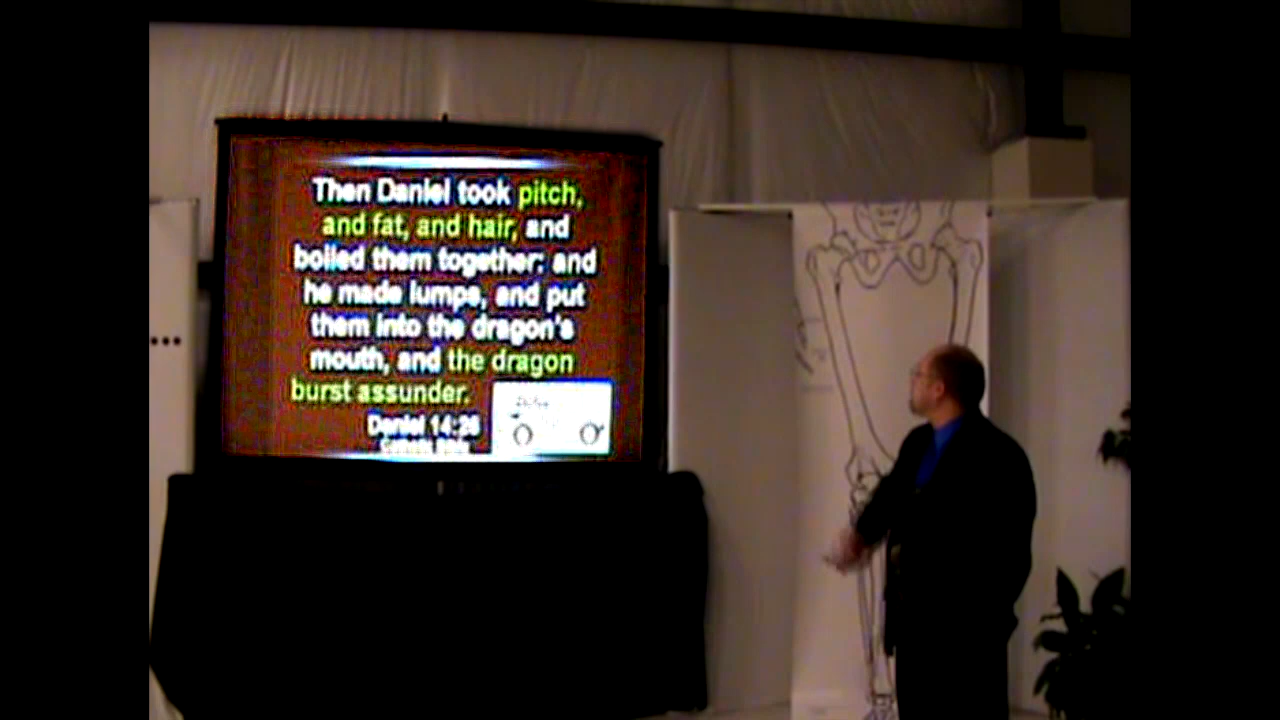 Then Daniel took pitch,
and fat, and hair, and
boiled them together: and
he made lumps, and put
them into the dragon's
mouth, and the dragon
burst assunder.
Daniel 14:26